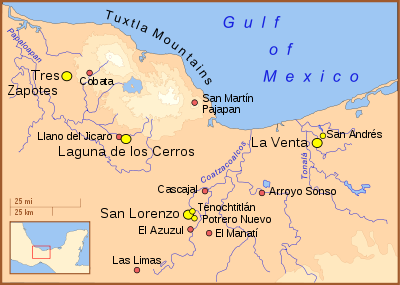 Gulf
of
Mexico
Tuxtla Mountains
Papaloapan
Tres
Zapotes
Cobata
San Martín
Pajapan
Llano del Jicaro
Laguna de los Cerros
La Venta
San Andrés
Tonalá
Coatzacoalcos
Cascajal
Arroyo Sonso
San Lorenzo
Tenochtitlán
Potrero Nuevo
El Azuzul
El Manatí
Las Limas
25 mi
25 km